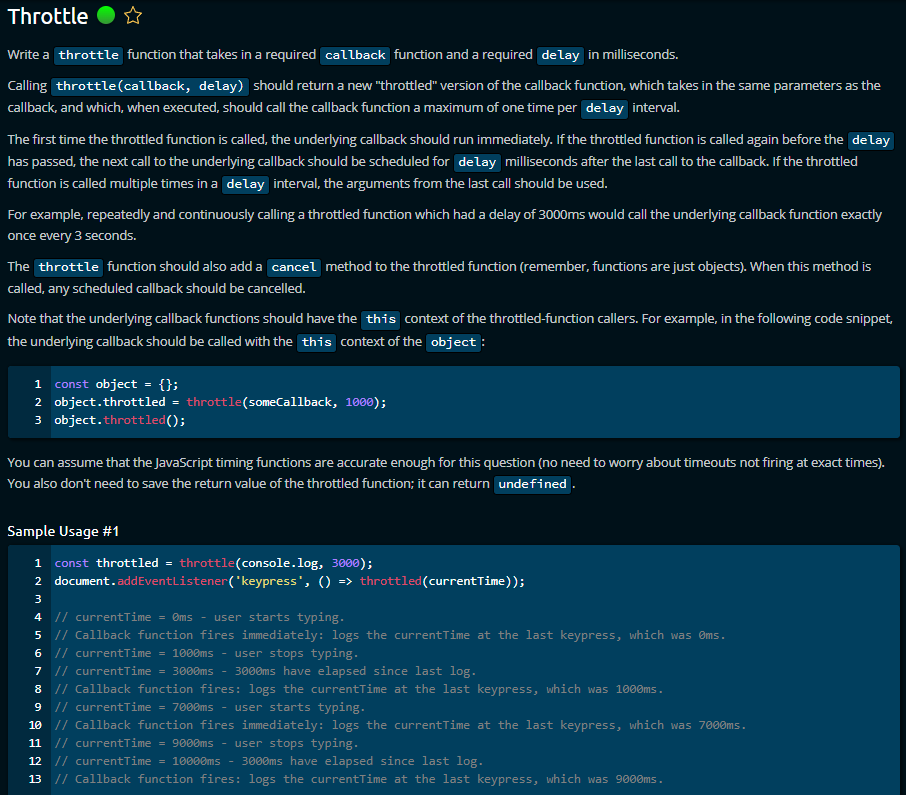 Throttle
Write a throttle function that takes in a required callback function and a required delay in milliseconds.
Calling throttle(callback, delay) should return a new "throttled" version of the callback function, which takes in the same parameters as the
callback, and which, when executed, should call the callback function a maximum of one time per delay interval.
The first time the throttled function is called, the underlying callback should run immediately. If the throttled function is called again before the delay
has passed, the next call to the underlying callback should be scheduled for delay milliseconds after the last call to the callback. If the throttled
function is called multiple times in a delay interval, the arguments from the last call should be used.
For example, repeatedly and continuously calling a throttled function which had a delay of 3000ms would call the underlying callback function exactly
once every 3 seconds.
The throttle function should also add a cancel method to the throttled function (remember, functions are just objects). When this method is
called, any scheduled callback should be cancelled.
Note that the underlying callback functions should have the this context of the throttled-function callers. For example, in the following code snippet,
the underlying callback should be called with the this context of the object:
1 const object = {};
2 object.throttled = throttle(someCallback, 1000);
3 object.throttled();
You can assume that the JavaScript timing functions are accurate enough for this question (no need to worry about timeouts not firing at exact times).
You also don't need to save the return value of the throttled function; it can return undefined.
Sample Usage #1
1 const throttled = throttle(console.log, 3000);
2 document.addEventListener('keypress', () => throttled(currentTime));
3
4 // currentTime = 0ms - user starts typing.
5 // Callback function fires immediately: logs the currentTime at the last keypress, which was 0ms.
6 // currentTime = 1000ms - user stops typing.
7 // currentTime = 3000ms - 3000ms have elapsed since last log.
8 // Callback function fires: logs the currentTime at the last keypress, which was 1000ms.
9 // currentTime = 7000ms - user starts typing.
10 // Callback function fires immediately: logs the currentTime at the last keypress, which was 7000ms.
11 // currentTime = 9000ms - user stops typing.
12 // currentTime = 10000ms - 3000ms have elapsed since last log.
13 // Callback function fires: logs the currentTime at the last keypress, which was 9000ms.